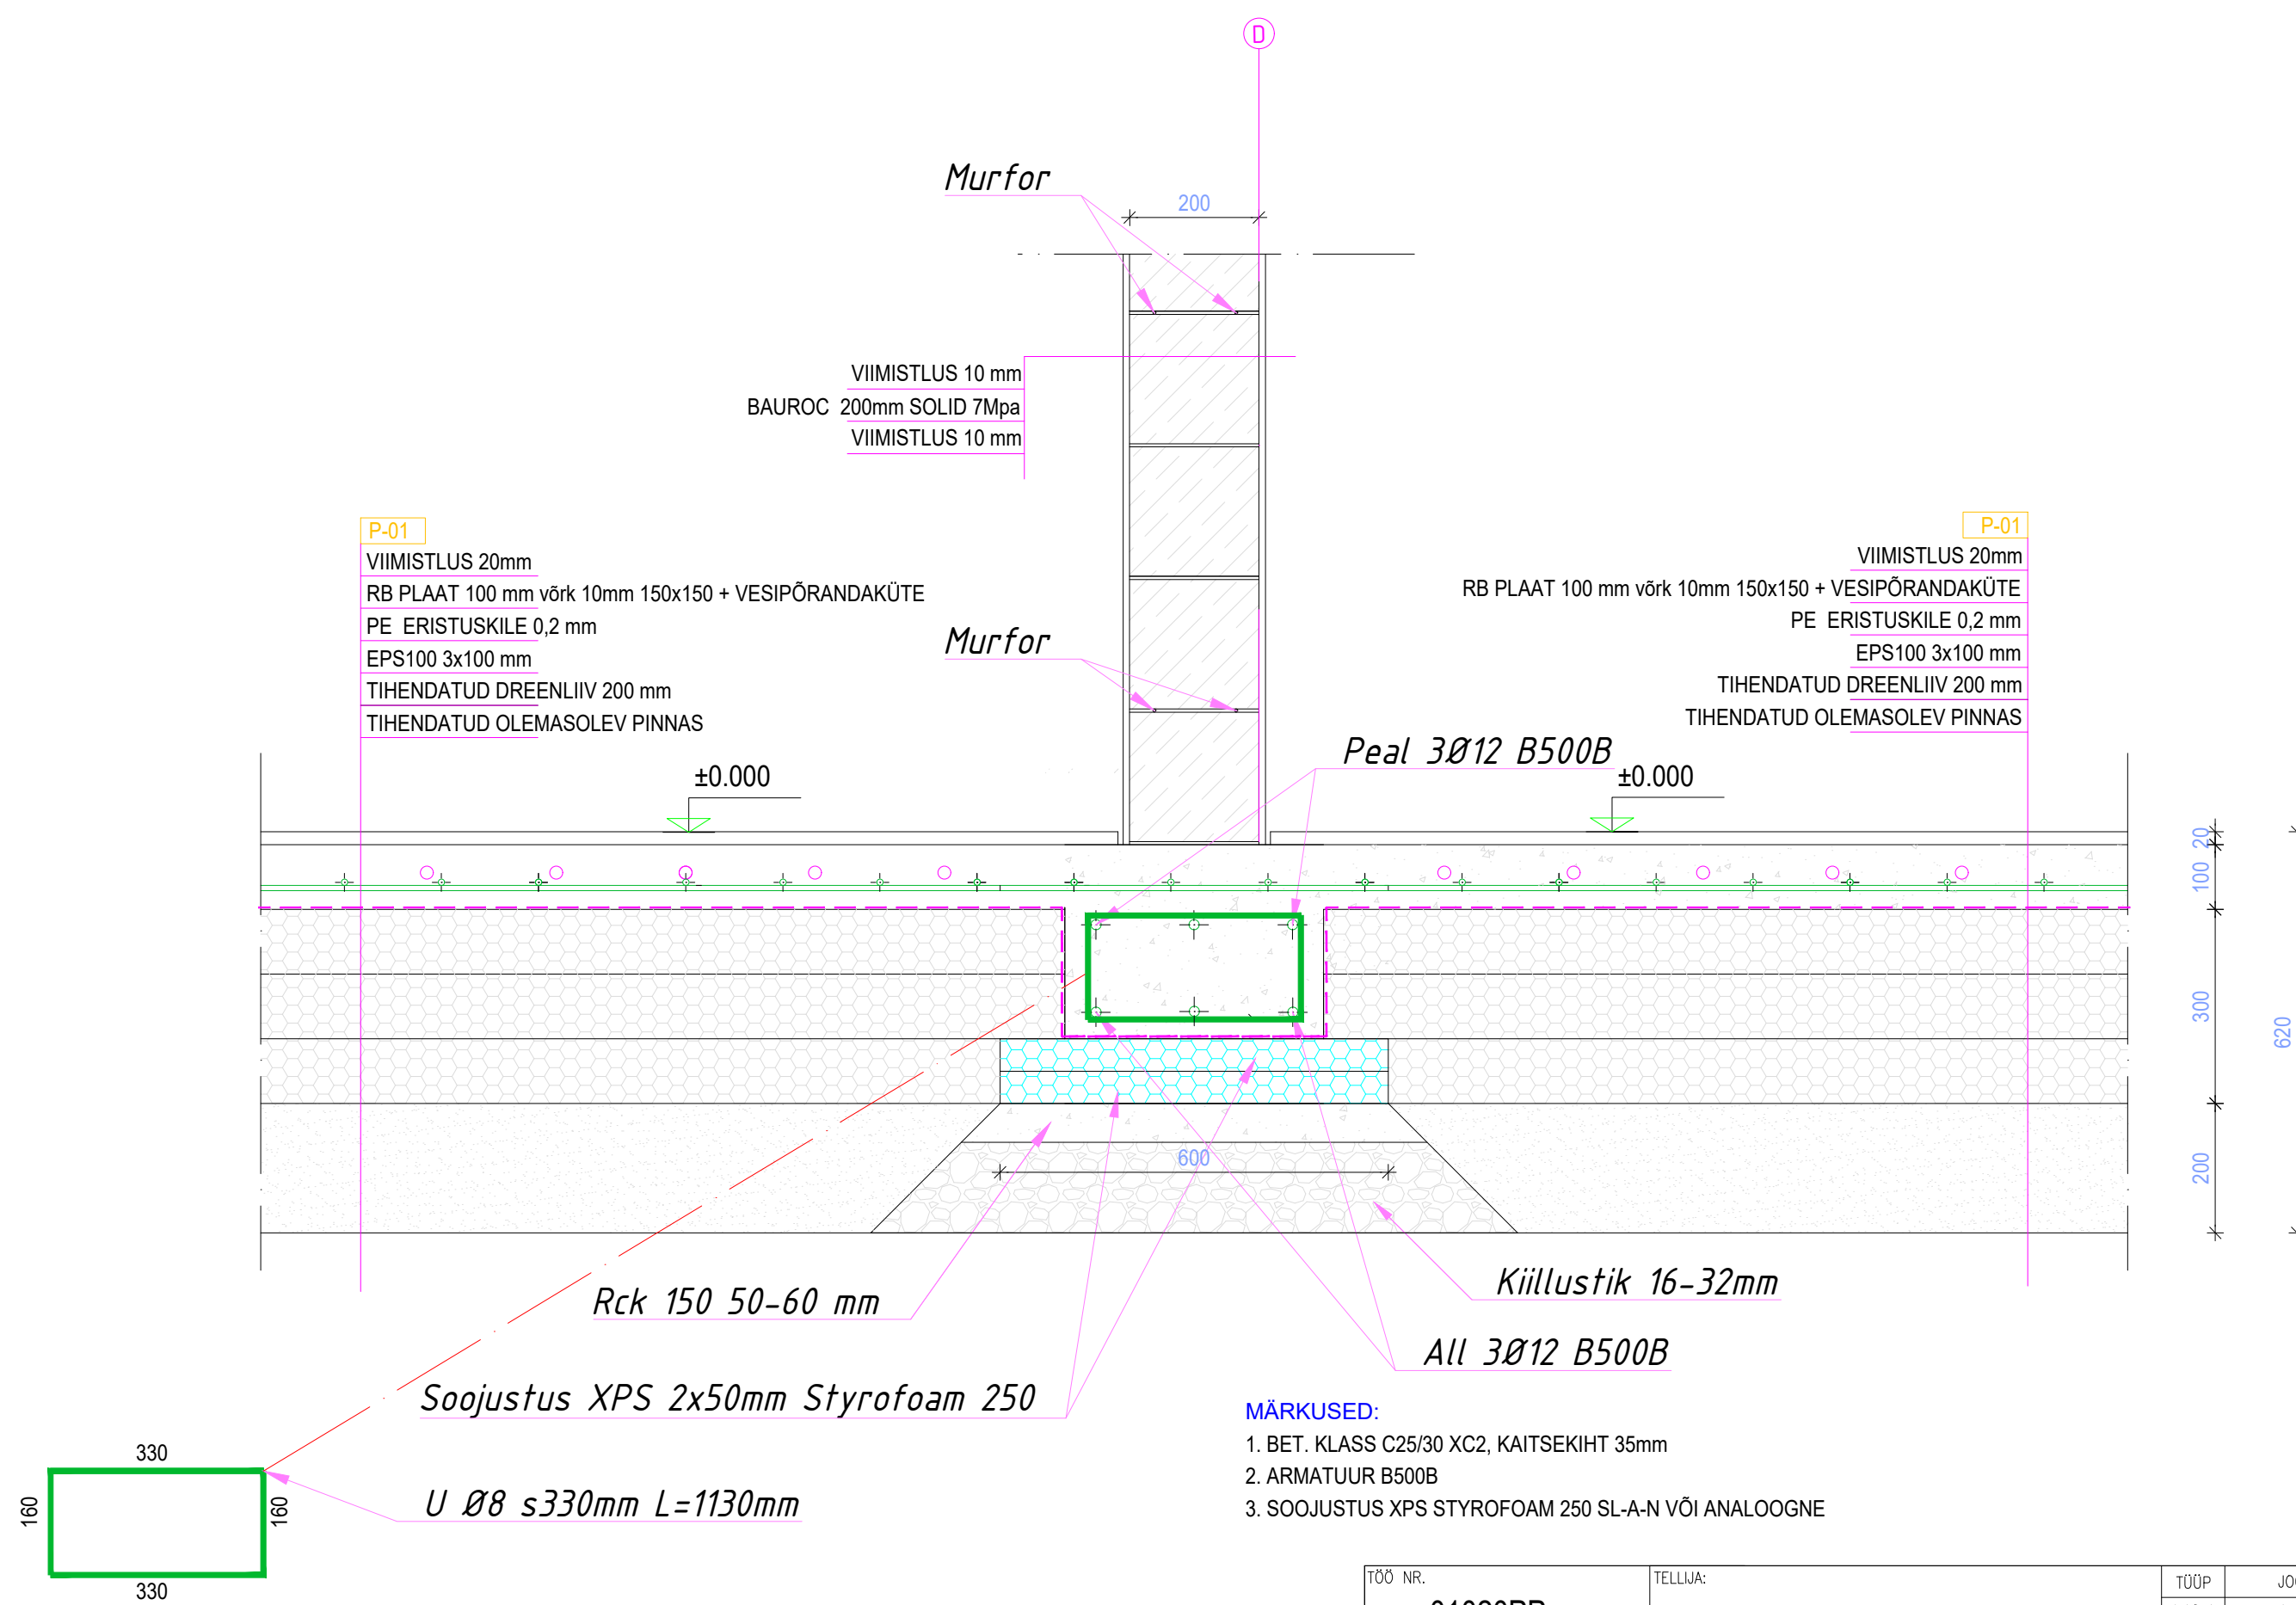 D
Murfor
200
VIIMISTLUS 10 mm
BAUROC 200mm SOLID 7Mpa
VIIMISTLUS 10 mm
P-01
VIIMISTLUS 20mm
RB PLAAT 100 mm võrk 10mm 150x150 + VESIPÕRANDAKÜTE
PE ERISTUSKILE 0,2 mm
EPS100 3x100 mm
TIHENDATUD DREENLIIV 200 mm
TIHENDATUD OLEMASOLEV PINNAS
P-01
VIIMISTLUS 20mm
RB PLAAT 100 mm võrk 10mm 150x150 + VESIPÕRANDAKÜTE
PE ERISTUSKILE 0,2 mm
EPS100 3x100 mm
TIHENDATUD DREENLIIV 200 mm
TIHENDATUD OLEMASOLEV PINNAS
Murfor
Peal 3Ø12 B500B
±0.000
±0.000
20
100
300
620
200
600
Rck 150 50-60 mm
Kiillustik 16-32mm
All 3Ø12 B500B
Soojustus XPS 2x50mm Styrofoam 250
U Ø8 s330mm L=1130mm
330
160
160
330
MÄRKUSED:
1. BET. KLASS C25/30 XC2, KAITSEKIHT 35mm
2. ARMATUUR B500B
3. SOOJUSTUS XPS STYROFOAM 250 SL-A-N VÕI ANALOOGNE
TÖÖ NR.
TELLIJA:
TÜÜP